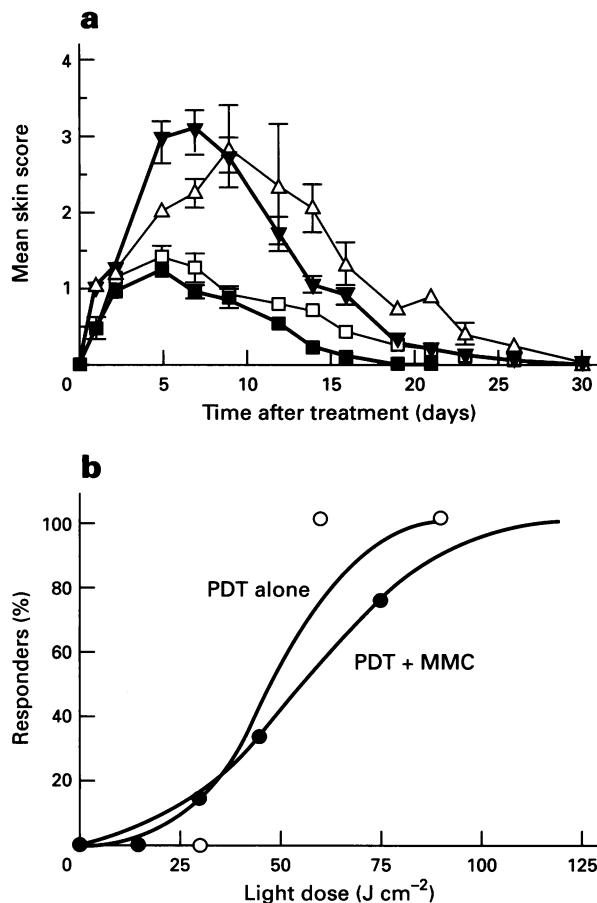 a
4
3
2
1
Mean skin score
0 5 10 15 20 25 30
Time after treatment (days)
b
100
80
60
40
20
Responders (%)
PDT alone
PDT + MMC
0 25 50 75 100 125
Light dose (J cm⁻²)